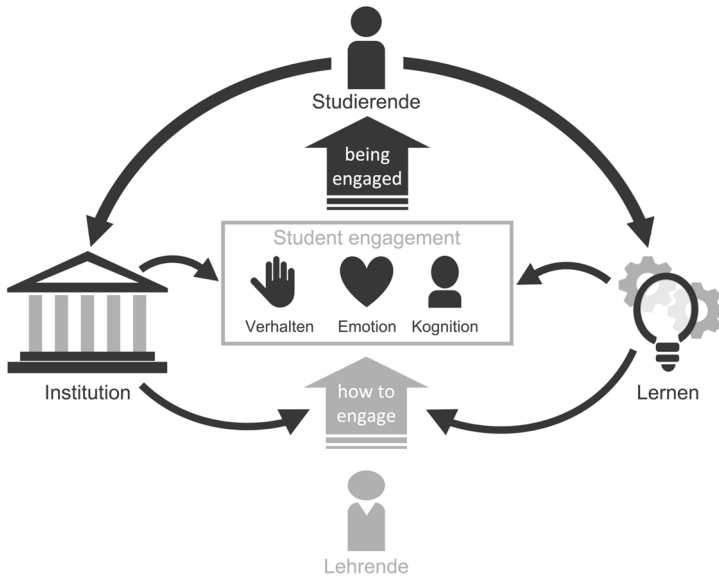 Studierende
being
engaged
Student engagement
Verhalten
Emotion
Kognition
Institution
Lernen
how to
engage
Lehrende